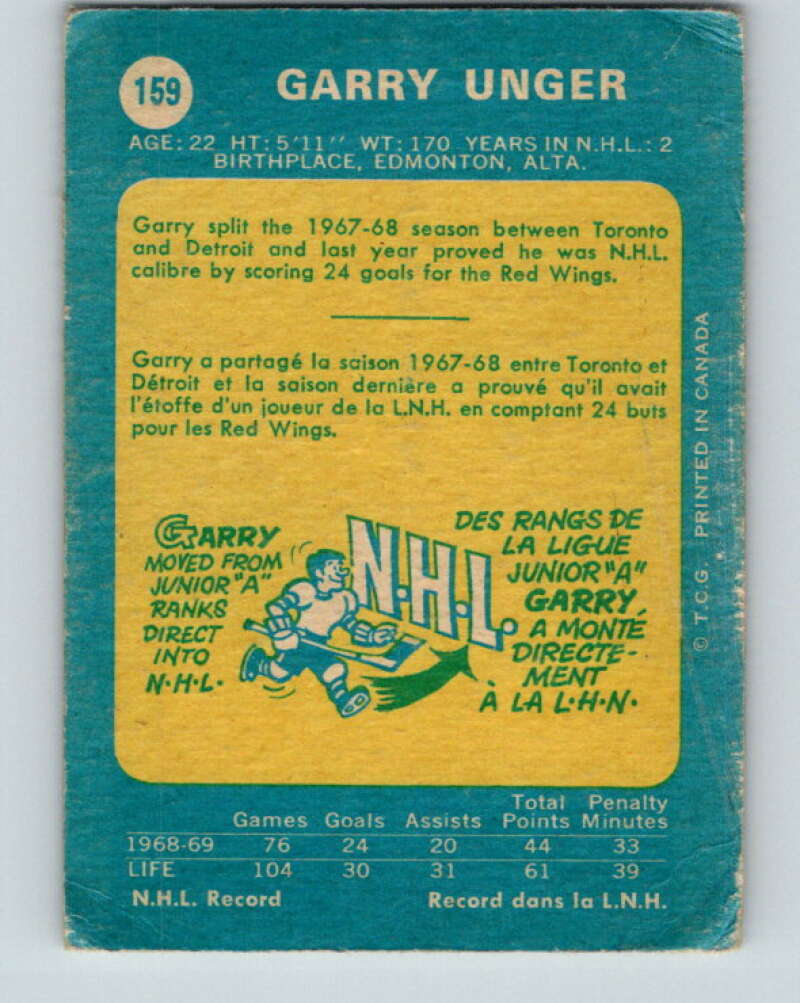 159 GARRY UNGER
AGE: 22 HT: 5'11'' WT: 170 YEARS IN N.H.L.: 2
BIRTHPLACE, EDMONTON, ALTA.
Garry split the 1967-68 season between Toronto
and Detroit and last year proved he was N.H.L.
calibre by scoring 24 goals for the Red Wings.
Garry a partagé la saison 1967-68 entre Toronto et
Détroit et la saison dernière a prouvé qu'il avait
l'étoffe d'un joueur de la L.N.H. en comptant 24 buts
pour les Red Wings.
GARRY
MOVED FROM
JUNIOR "A"
RANKS
DIRECT
INTO
N·H·L·
N·H·L.
DES RANGS DE
LA LIGUE
JUNIOR "A"
GARRY
A MONTÉ
DIRECTE-
MENT
À LA L·H·N·
© T.C.G. PRINTED IN CANADA
Games Goals Assists Total Points Penalty Minutes
1968-69 76 24 20 44 33
LIFE 104 30 31 61 39
N.H.L. Record Record dans la L.N.H.